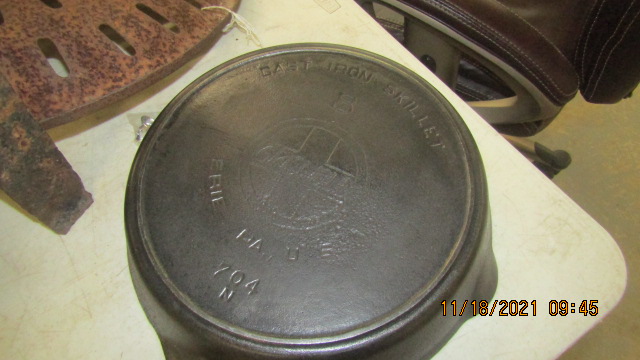 CAST IRON SKILLET
8
ERIE PA., U
704
N
11/18/2021 09:45